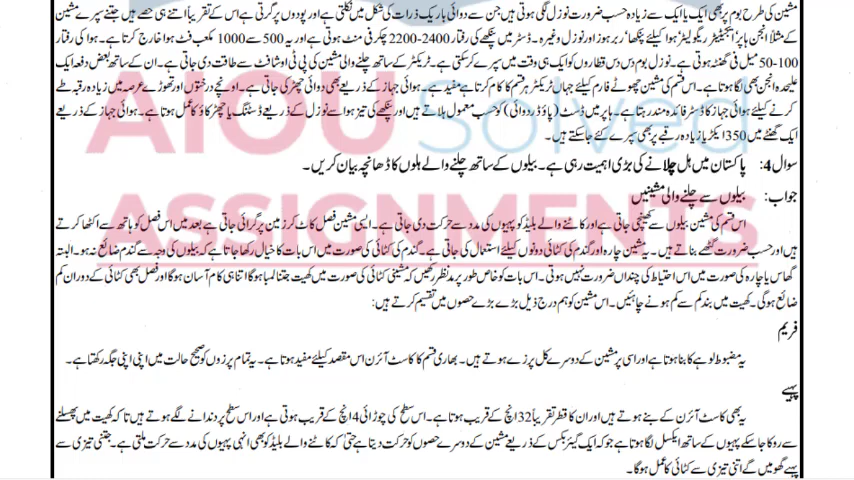 مشین کی طرح بوم پر بھی ایک یا ایک سے زیادہ حسب ضرورت نوزل لگی ہوتی ہیں جن سے دوائی باریک ذرات کی شکل میں نکلتی ہے اور پودوں پر گرتی ہے اس کے تقریباً اتنے ہی حصے ہیں جتنے سپرے مشین
کے مثلاً انجن ہاپر 'ایجیٹیٹر ریگولیٹر' ہوا کیلئے پنکھا' ربڑ ہوز اور نوزل وغیرہ۔ ڈسٹر میں پنکھے کی رفتار 2400-2200 چکر فی منٹ ہوتی ہے اور یہ 500 سے 1000 مکعب فٹ ہوا خارج کرتا ہے۔ ہوا کی رفتار
50-100 میل فی گھنٹہ ہوتی ہے۔ نوزل بوم دس دس قطاروں کو ایک ہی وقت میں سپرے کر سکتی ہے۔ ٹریکٹر کے ساتھ چلنے والی مشین کی پی ٹی او شافٹ سے طاقت دی جاتی ہے۔ ان کے ساتھ بعض دفعہ ایک
علیحدہ انجن بھی لگا ہوتا ہے۔ اس قسم کی مشین چھوٹے فارم کیلئے جہاں ٹریکٹر ہر قسم کا کام کرتا ہے مفید ہے۔ ہوائی جہاز کے ذریعے بھی دوائی چھڑکی جاتی ہے۔ اونچے درختوں اور تھوڑے عرصہ میں زیادہ رقبہ طے
کرنے کیلئے ہوائی جہاز کا ڈسٹر فائدہ مند رہتا ہے۔ ہاپر میں ڈسٹ (پاؤڈر دوائی) کو حسب معمول ہلاتے ہیں اور پنکھے کی تیز ہوا سے نوزل کے ذریعے ڈسٹنگ یا چھڑکاؤ کا عمل ہوتا ہے۔ ہوائی جہاز کے ذریعے
ایک گھنٹے میں 350 ایکڑ یا زیادہ رقبے پر بھی سپرے کئے جاسکتے ہیں۔
سوال 4: پاکستان میں ہل چلانے کی بڑی اہمیت رہی ہے۔ بیلوں کے ساتھ چلنے والے ہلوں کا ڈھانچہ بیان کریں۔
جواب: بیلوں سے چلنے والی مشینیں
اس قسم کی مشین بیلوں سے کھینچی جاتی ہے اور کاٹنے والے بلیڈ کو پہیوں کی مدد سے حرکت دی جاتی ہے۔ ایسی مشین فصل کاٹ کر زمین پر گراتی جاتی ہے بعد میں اس فصل کو ہاتھ سے اکٹھا کرتے
ہیں اور حسب ضرورت گٹھے بناتے ہیں۔ یہ مشین چارہ اور گندم کی کٹائی دونوں کیلئے استعمال کی جاتی ہے۔ گندم کی کٹائی کی صورت میں اس بات کا خیال رکھا جاتا ہے کہ بیلوں کی وجہ سے گندم ضائع نہ ہو۔ البتہ
گھاس یا چارہ کی صورت میں اس احتیاط کی چنداں ضرورت نہیں ہوتی۔ اس بات کو خاص طور پر مدنظر رکھیں کہ مشینی کٹائی کی صورت میں کھیت جتنا لمبا ہوگا اتنا ہی کام آسان ہوگا اور فصل بھی کٹائی کے دوران کم
ضائع ہوگی۔ کھیت میں بند کم سے کم ہونے چاہئیں۔ اس مشین کو ہم درج ذیل بڑے بڑے حصوں میں تقسیم کرتے ہیں:
فریم
یہ مضبوط لوہے کا بنا ہوتا ہے اور اسی پر مشین کے دوسرے کل پرزے ہوتے ہیں۔ بھاری قسم کا کاسٹ آئرن اس مقصد کیلئے مفید ہوتا ہے۔ یہ تمام پرزوں کو صحیح حالت میں اپنی اپنی جگہ رکھتا ہے۔
پہیے
یہ بھی کاسٹ آئرن کے بنے ہوتے ہیں اور ان کا قطر تقریباً 32 انچ کے قریب ہوتا ہے۔ اس سطح کی چوڑائی 4 انچ کے قریب ہوتی ہے اور اس سطح پر دندانے لگے ہوتے ہیں تاکہ کھیت میں پھسلنے
سے روکا جا سکے پہیوں کے ساتھ ایکسل لگا ہوتا ہے جو کہ ایک گیئر بکس کے ذریعے مشین کے دوسرے حصوں کو حرکت دیتا ہے حتیٰ کہ کاٹنے والے بلیڈ کو بھی انہی پہیوں کی مدد سے حرکت ملتی ہے۔ جتنی تیزی سے
پہیے گھومیں گے اتنی تیزی سے کٹائی کا عمل ہوگا۔
AIOU Solved
ASSIGNMENTS